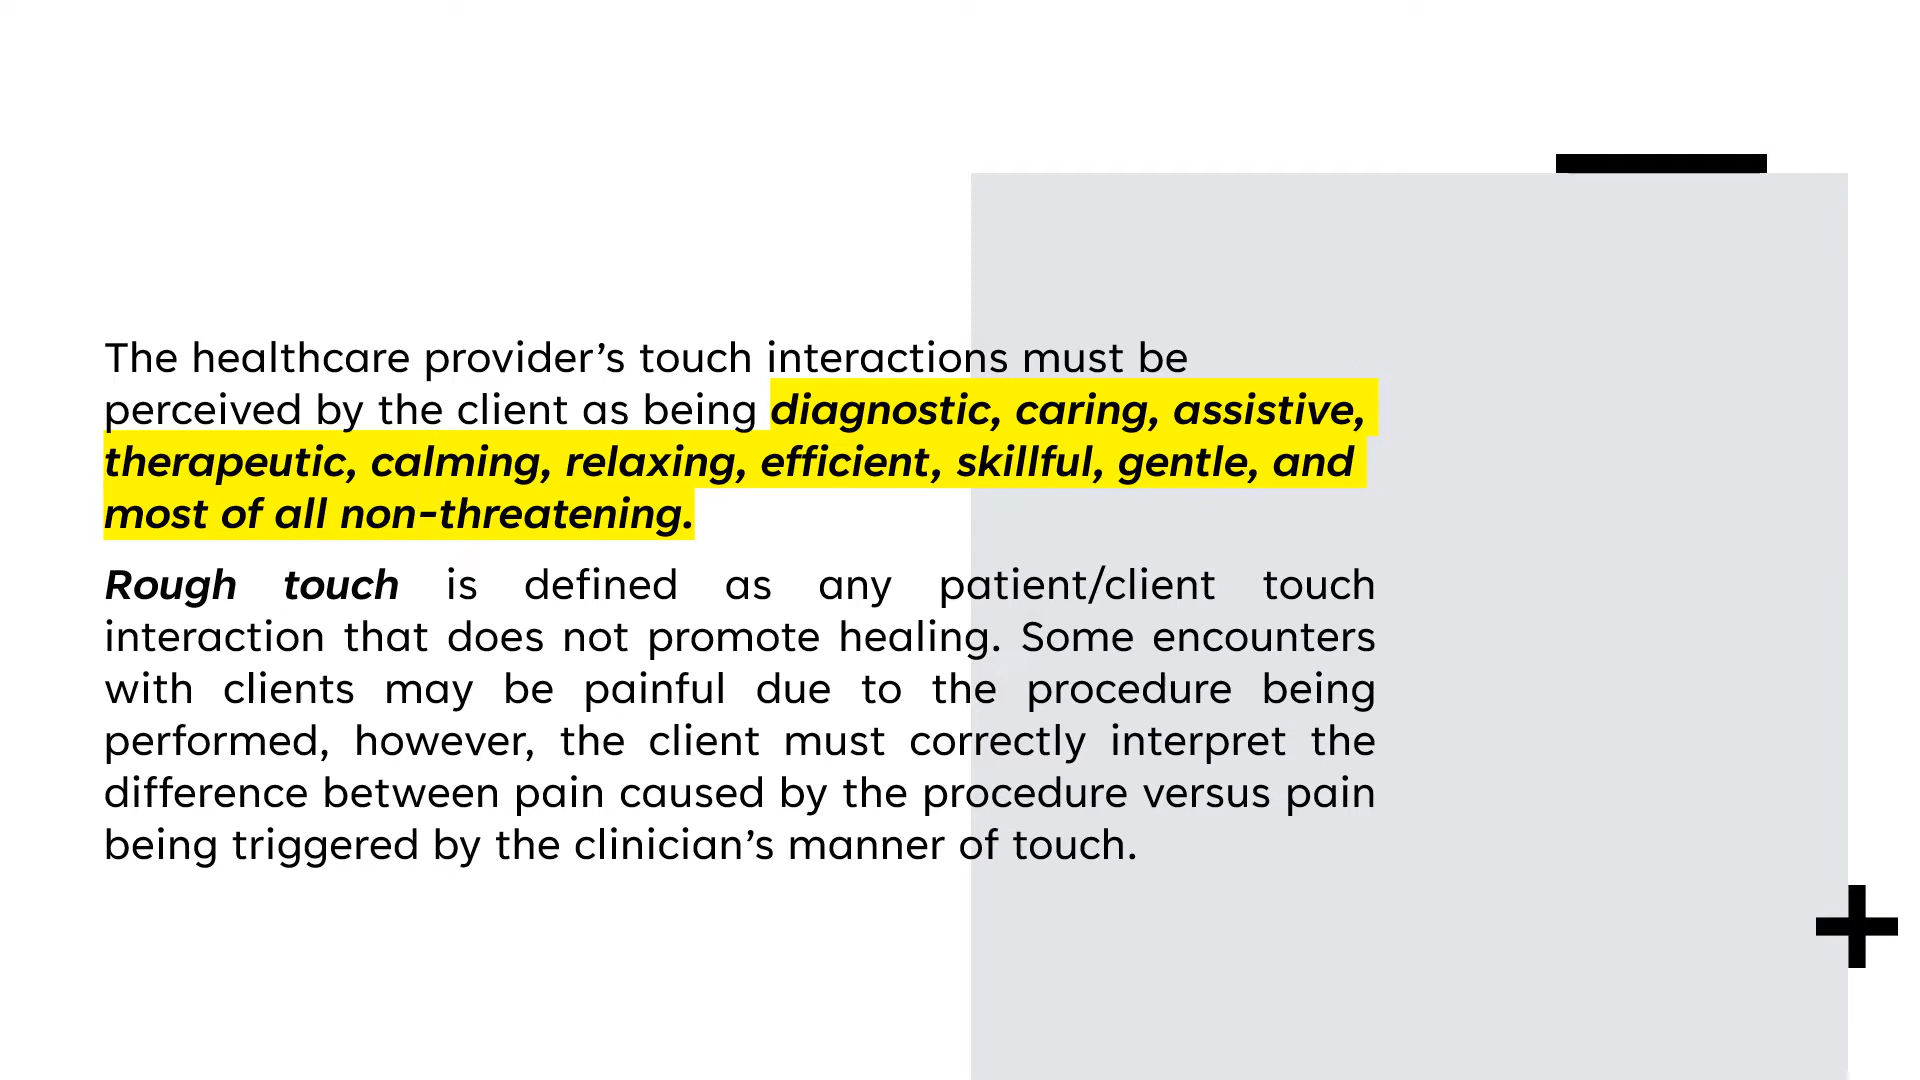 The healthcare provider’s touch interactions must be
perceived by the client as being diagnostic, caring, assistive,
therapeutic, calming, relaxing, efficient, skillful, gentle, and
most of all non-threatening.
Rough touch is defined as any patient/client touch
interaction that does not promote healing. Some encounters
with clients may be painful due to the procedure being
performed, however, the client must correctly interpret the
difference between pain caused by the procedure versus pain
being triggered by the clinician’s manner of touch.